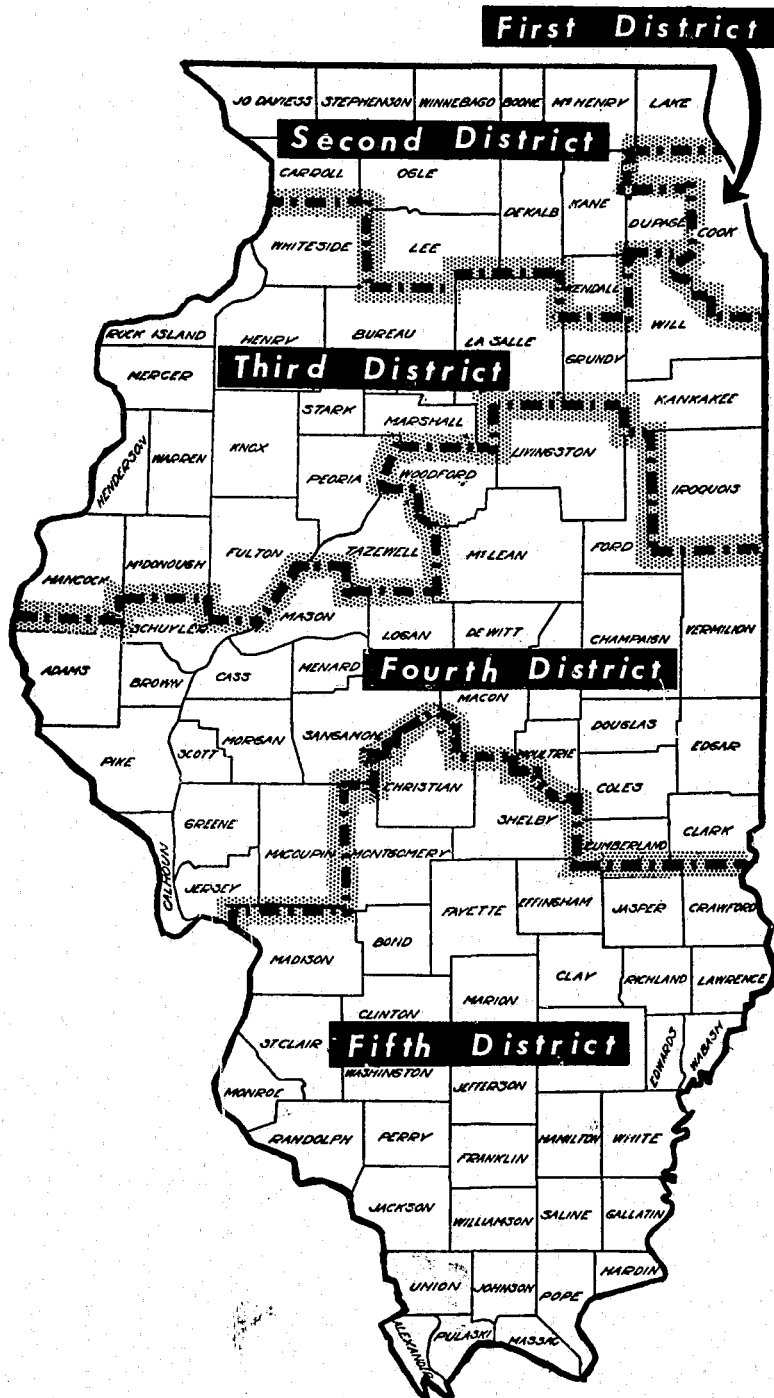 First District
JO DAVIESS STEPHENSON WINNEBAGO BOONE McHENRY LAKE
Second District
CARROLL OGLE
DEKALB KANE
DUPAGE COOK
WHITESIDE LEE
KENDALL
WILL
ROCK ISLAND HENRY BUREAU LA SALLE
GRUNDY
MERCER
Third District
KANKAKEE
STARK MARSHALL
HENDERSON WARREN KNOX
PEORIA WOODFORD LIVINGSTON
IROQUOIS
HANCOCK McDONOUGH FULTON TAZEWELL McLEAN FORD
SCHUYLER MASON
LOGAN DEWITT
CHAMPAIGN VERMILION
ADAMS BROWN CASS MENARD
Fourth District
MACON
PIKE SCOTT MORGAN SANGAMON
MOULTRIE DOUGLAS EDGAR
CHRISTIAN COLES
GREENE SHELBY
CUMBERLAND CLARK
CALHOUN JERSEY MACOUPIN MONTGOMERY
FAYETTE EFFINGHAM JASPER CRAWFORD
MADISON BOND
CLAY RICHLAND LAWRENCE
CLINTON MARION
ST CLAIR
Fifth District
EDWARDS WABASH
WASHINGTON
MONROE JEFFERSON
RANDOLPH PERRY
HAMILTON WHITE
FRANKLIN
JACKSON
WILLIAMSON SALINE GALLATIN
HARDIN
UNION JOHNSON POPE
ALEXANDER PULASKI MASSAC